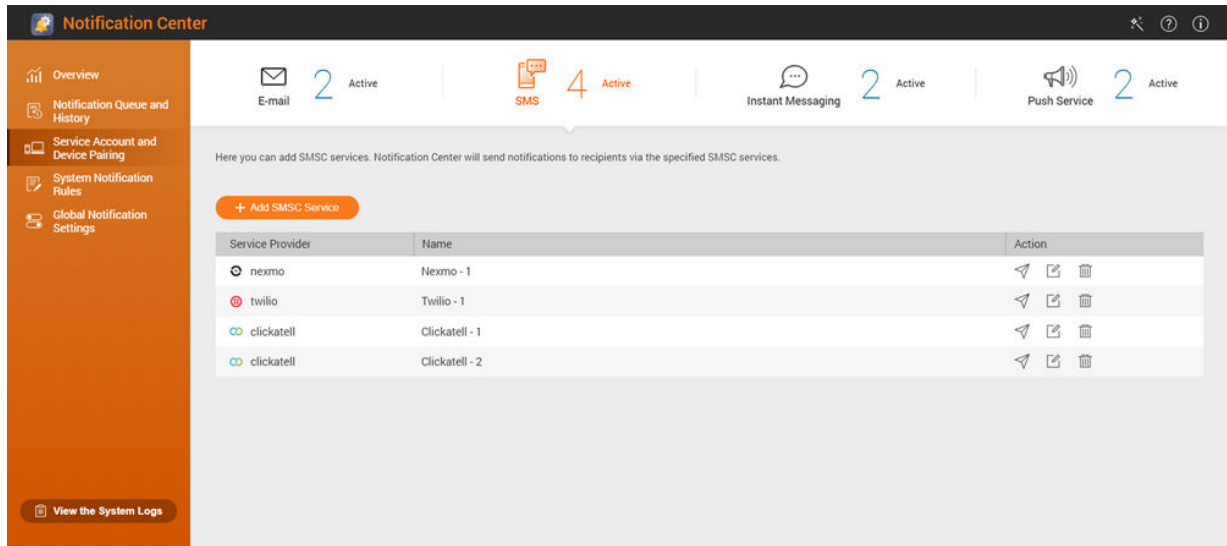 Notification Center
Overview
Notification Queue and
History
Service Account and
Device Pairing
System Notification
Rules
Global Notification
Settings
View the System Logs
E-mail 2 Active
SMS 4 Active
Instant Messaging 2 Active
Push Service 2 Active
Here you can add SMSC services. Notification Center will send notifications to recipients via the specified SMSC services.
+ Add SMSC Service
Service Provider Name Action
nexmo Nexmo - 1
twilio Twilio - 1
clickatell Clickatell - 1
clickatell Clickatell - 2